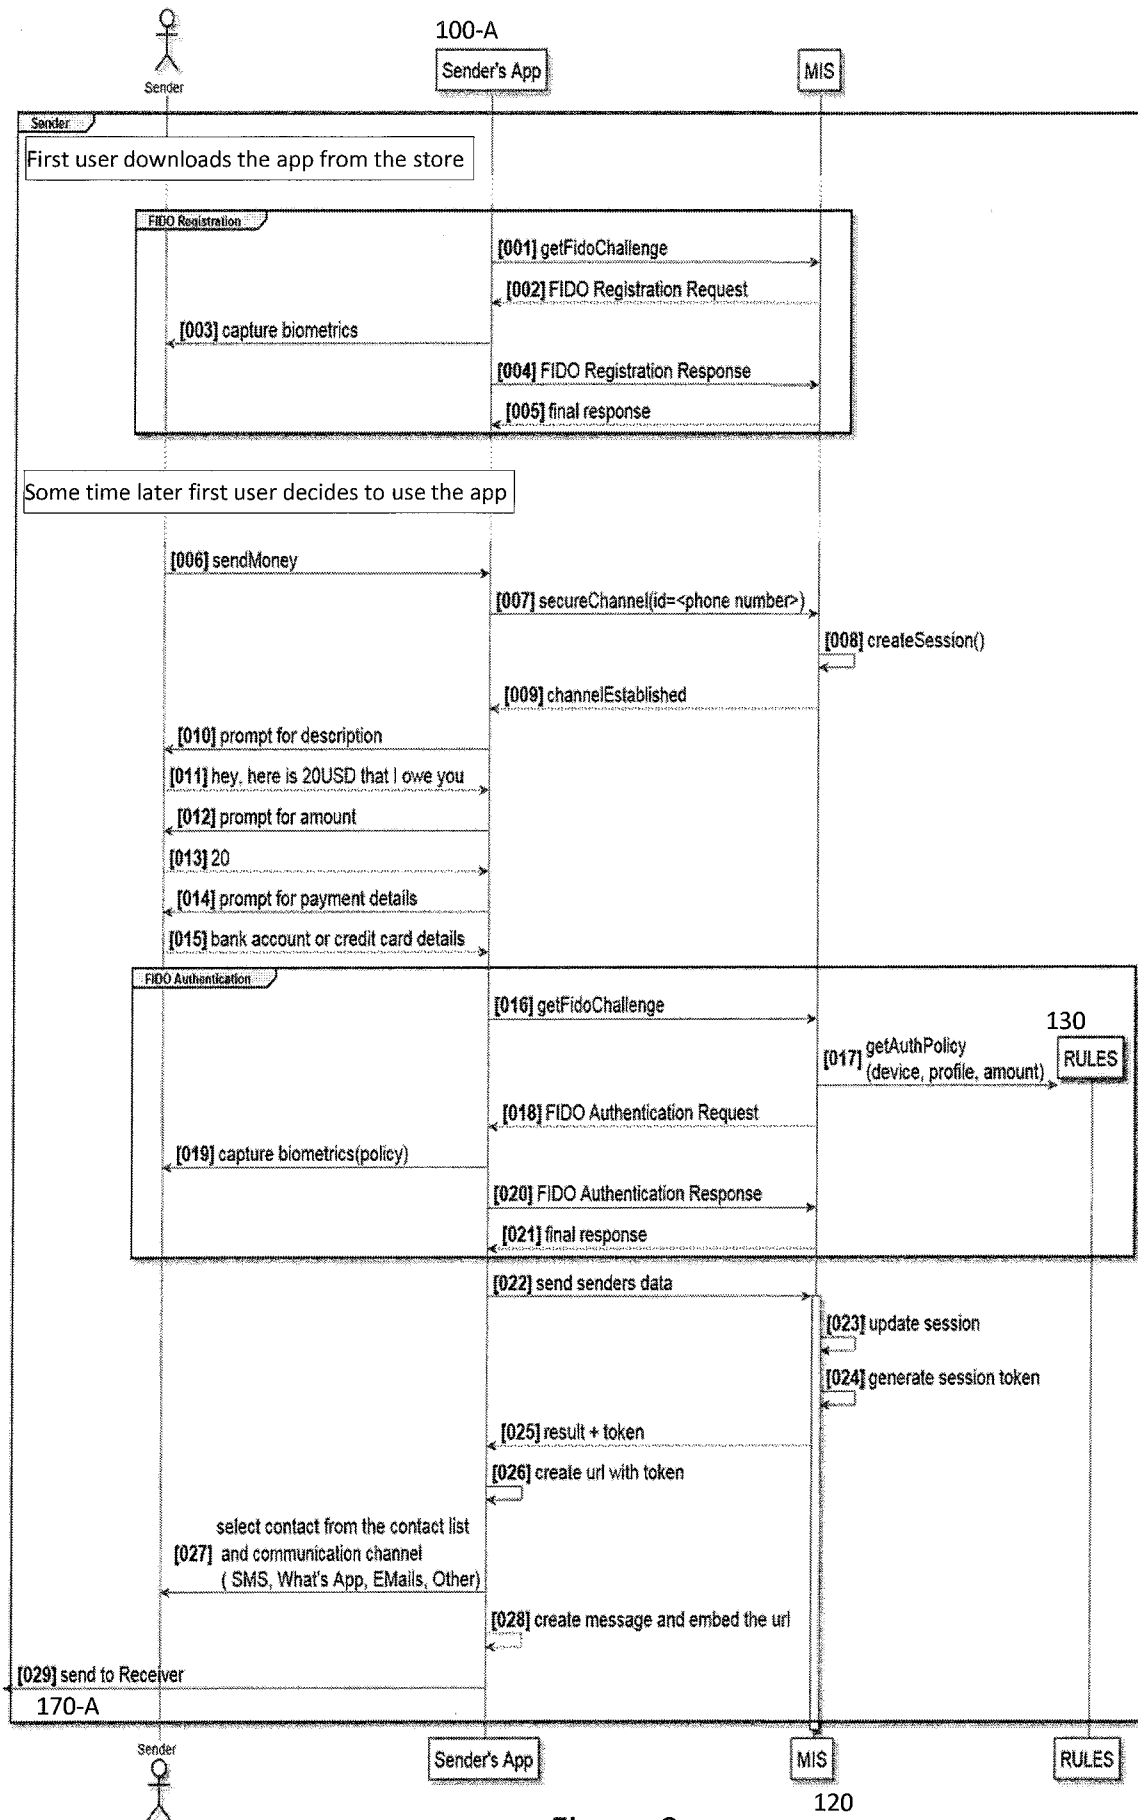 100-A
Sender
Sender's App
MIS
Sender
First user downloads the app from the store
FIDO Registration
[001] getFidoChallenge
[002] FIDO Registration Request
[003] capture biometrics
[004] FIDO Registration Response
[005] final response
Some time later first user decides to use the app
[006] sendMoney
[007] secureChannel(id=<phone number>)
[008] createSession()
[009] channelEstablished
[010] prompt for description
[011] hey, here is 20USD that I owe you
[012] prompt for amount
[013] 20
[014] prompt for payment details
[015] bank account or credit card details
FIDO Authentication
[016] getFidoChallenge
130
RULES
[017] getAuthPolicy
(device, profile, amount)
[018] FIDO Authentication Request
[019] capture biometrics(policy)
[020] FIDO Authentication Response
[021] final response
[022] send senders data
[023] update session
[024] generate session token
[025] result + token
[026] create url with token
select contact from the contact list
[027] and communication channel
( SMS, What's App, EMails, Other)
[028] create message and embed the url
[029] send to Receiver
170-A
Sender
Sender's App
MIS
RULES
120